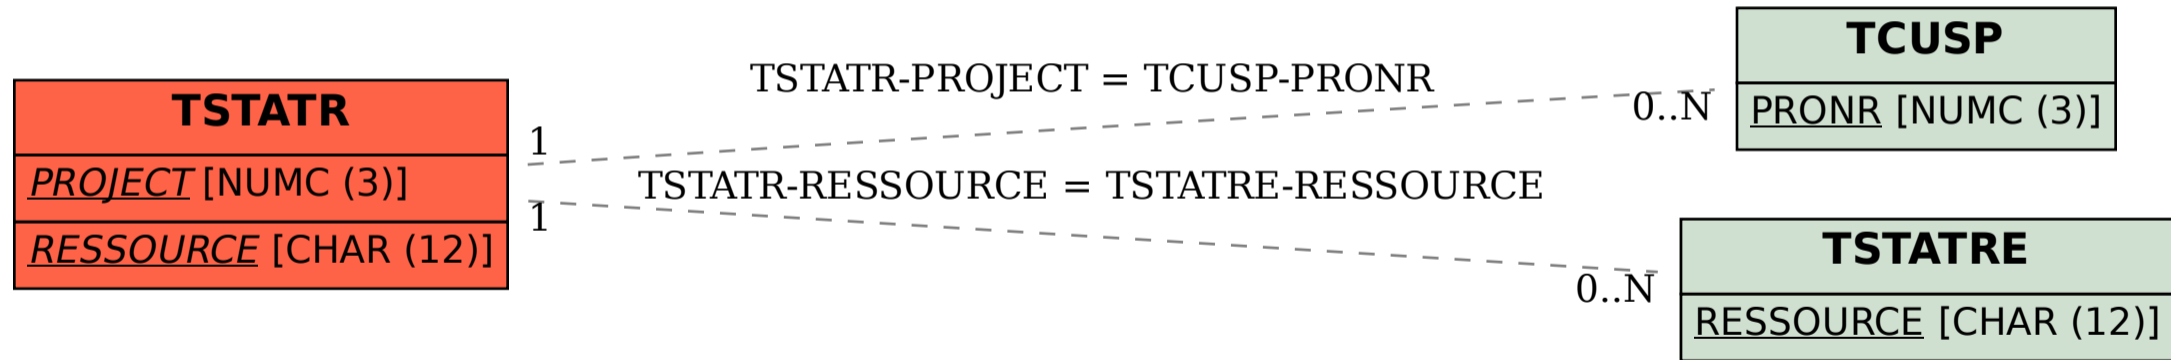 TSTATR
PROJECT [NUMC (3)]
RESSOURCE [CHAR (12)]
1
1
TSTATR-PROJECT = TCUSP-PRONR
TSTATR-RESSOURCE = TSTATRE-RESSOURCE
0..N
0..N
TCUSP
PRONR [NUMC (3)]
TSTATRE
RESSOURCE [CHAR (12)]